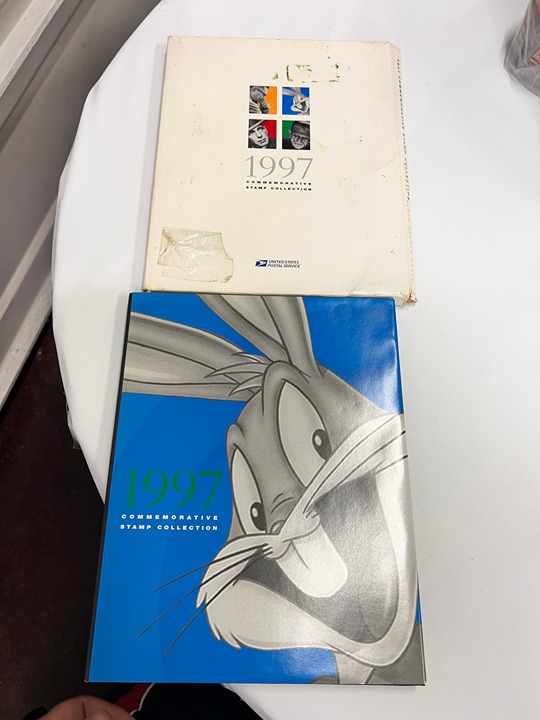 1997
COMMEMORATIVE
STAMP COLLECTION
UNITED STATES
POSTAL SERVICE
1997
COMMEMORATIVE
STAMP COLLECTION